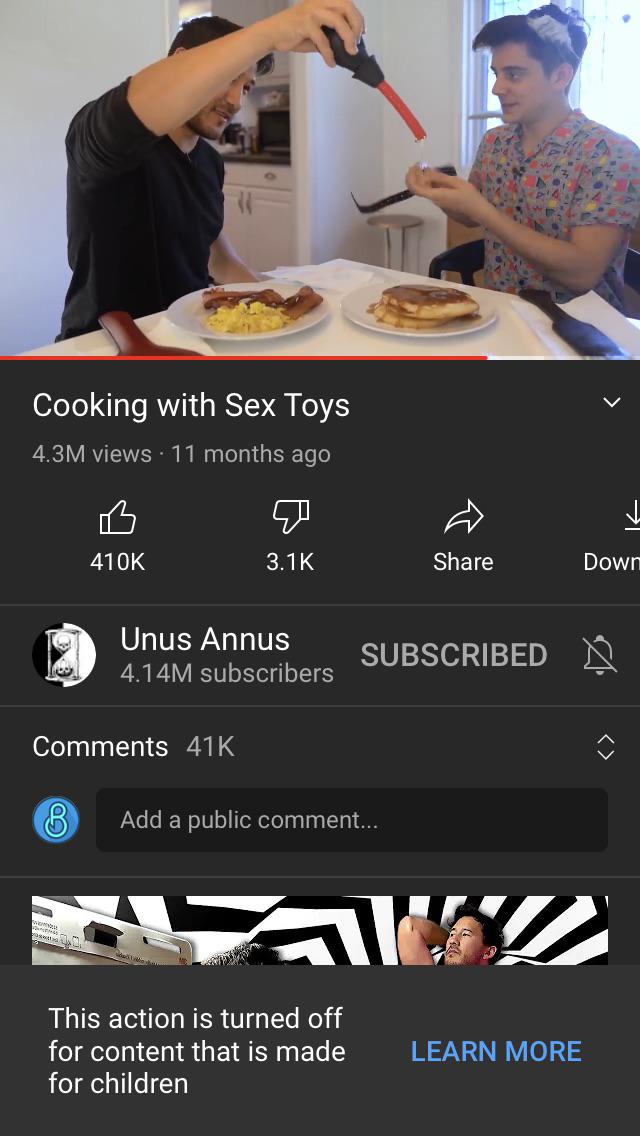 Cooking with Sex Toys
4.3M views · 11 months ago
410K
3.1K
Share
Down
Unus Annus
4.14M subscribers
SUBSCRIBED
Comments 41K
Add a public comment...
This action is turned off
for content that is made
for children
LEARN MORE